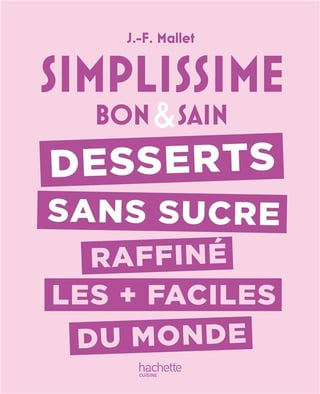 J.-F. Mallet
SIMPLISSIME
BON & SAIN
DESSERTS
SANS SUCRE
RAFFINÉ
LES + FACILES
DU MONDE
hachette
CUISINE